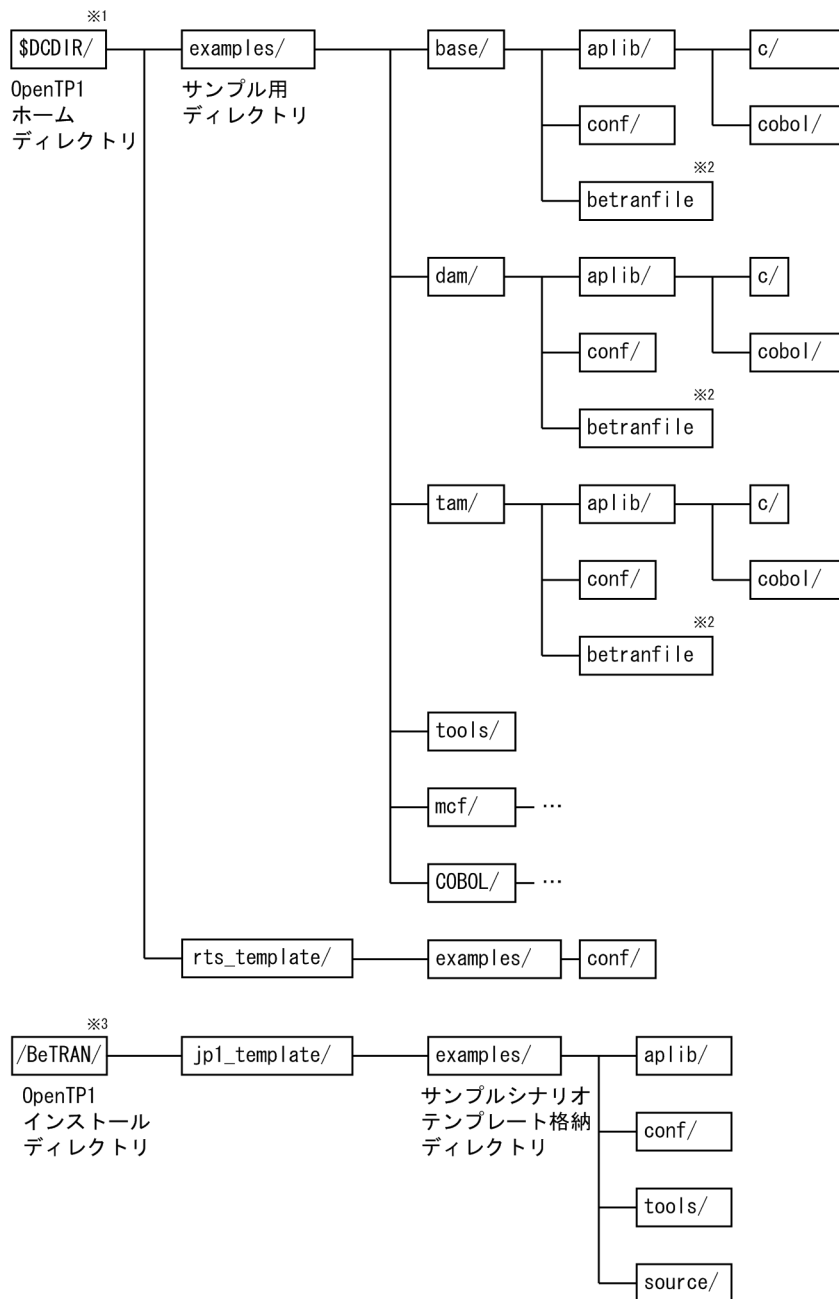 ※1
$DCDIR/ examples/ base/ aplib/ c/
OpenTP1
ホーム
ディレクトリ
サンプル用
ディレクトリ
conf/ cobol/
※2
betranfile
dam/ aplib/ c/
conf/ cobol/
※2
betranfile
tam/ aplib/ c/
conf/ cobol/
※2
betranfile
tools/
mcf/ …
COBOL/ …
rts_template/ examples/ conf/
※3
/BeTRAN/ jp1_template/ examples/ aplib/
OpenTP1
インストール
ディレクトリ
サンプルシナリオ
テンプレート格納
ディレクトリ
conf/
tools/
source/